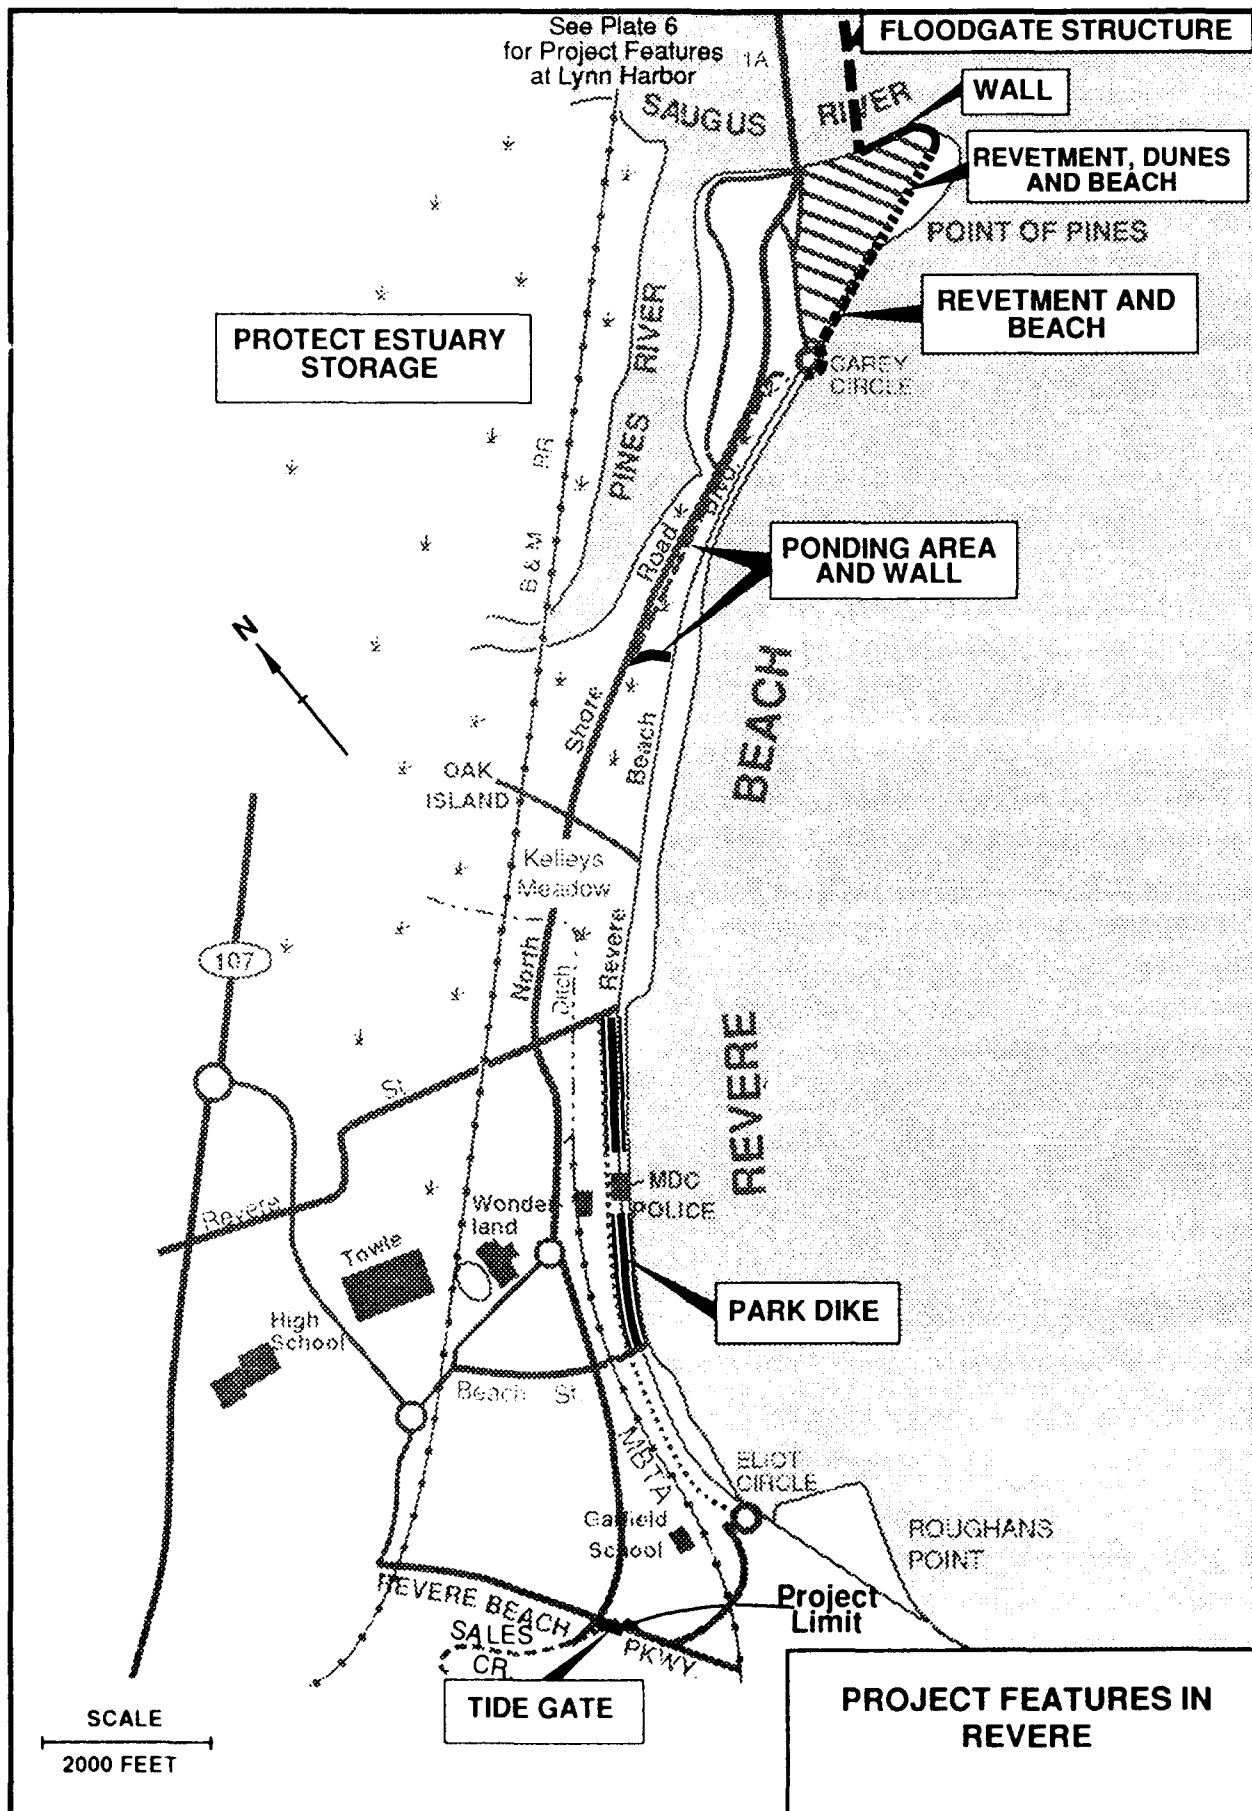 See Plate 6
for Project Features
at Lynn Harbor
1A
FLOODGATE STRUCTURE
SAUGUS RIVER
WALL
REVETMENT, DUNES
AND BEACH
POINT OF PINES
REVETMENT AND
BEACH
PROTECT ESTUARY
STORAGE
PINES RIVER
CAREY
CIRCLE
B & M RR
Road
Blvd.
PONDING AREA
AND WALL
N
Shore
Beach
REVERE BEACH
OAK
ISLAND
Kelleys
Meadow
107
North
Ditch
Revere
St.
Revere
MDC
POLICE
Wonder
land
Towle
High
School
PARK DIKE
Beach St.
MBTA
ELIOT
CIRCLE
Garfield
School
ROUGHANS
POINT
REVERE BEACH PKWY.
SALES
CR.
Project
Limit
TIDE GATE
SCALE
2000 FEET
PROJECT FEATURES IN
REVERE